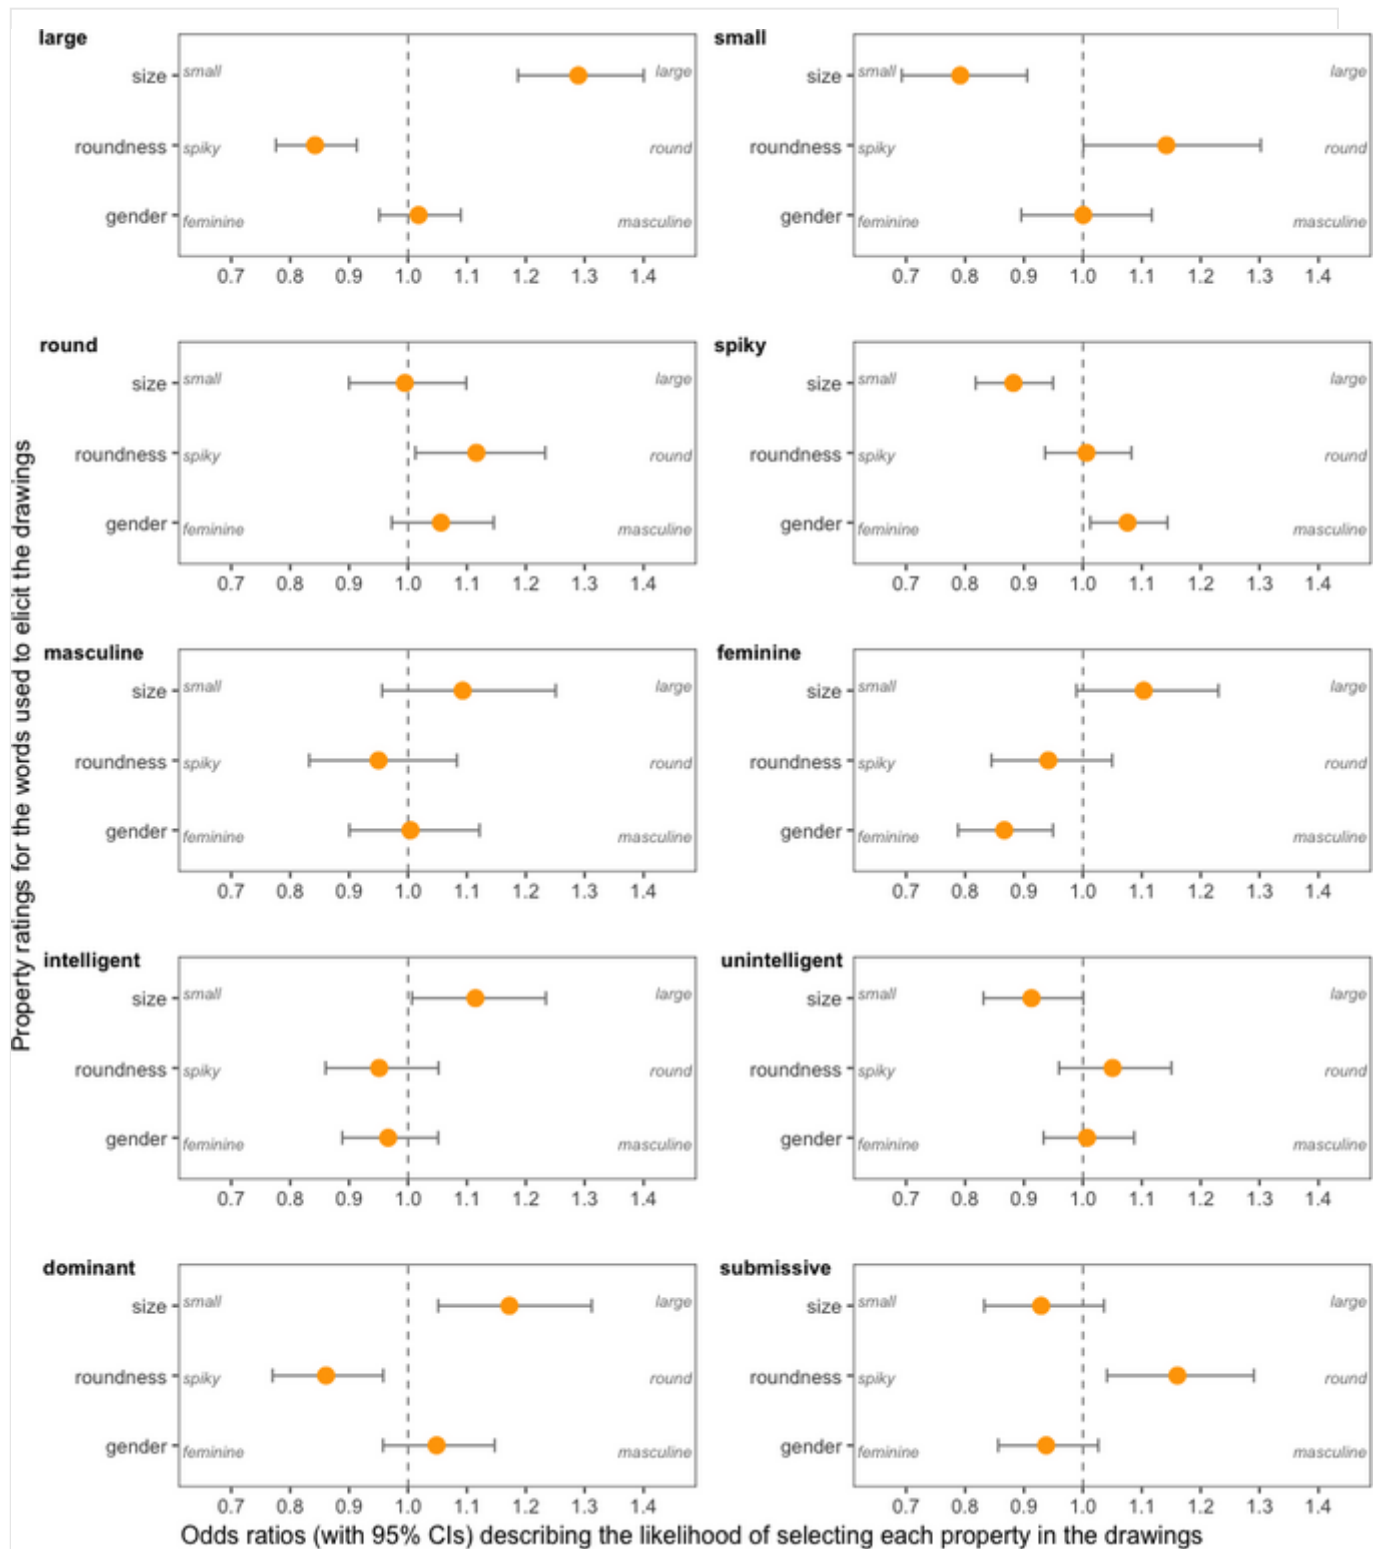 Property ratings for the words used to elicit the drawings
large
size small large
roundness spiky round
gender feminine masculine
0.7 0.8 0.9 1.0 1.1 1.2 1.3 1.4
small
size small large
roundness spiky round
gender feminine masculine
0.7 0.8 0.9 1.0 1.1 1.2 1.3 1.4
round
size small large
roundness spiky round
gender feminine masculine
0.7 0.8 0.9 1.0 1.1 1.2 1.3 1.4
spiky
size small large
roundness spiky round
gender feminine masculine
0.7 0.8 0.9 1.0 1.1 1.2 1.3 1.4
masculine
size small large
roundness spiky round
gender feminine masculine
0.7 0.8 0.9 1.0 1.1 1.2 1.3 1.4
feminine
size small large
roundness spiky round
gender feminine masculine
0.7 0.8 0.9 1.0 1.1 1.2 1.3 1.4
intelligent
size small large
roundness spiky round
gender feminine masculine
0.7 0.8 0.9 1.0 1.1 1.2 1.3 1.4
unintelligent
size small large
roundness spiky round
gender feminine masculine
0.7 0.8 0.9 1.0 1.1 1.2 1.3 1.4
dominant
size small large
roundness spiky round
gender feminine masculine
0.7 0.8 0.9 1.0 1.1 1.2 1.3 1.4
submissive
size small large
roundness spiky round
gender feminine masculine
0.7 0.8 0.9 1.0 1.1 1.2 1.3 1.4
Odds ratios (with 95% CIs) describing the likelihood of selecting each property in the drawings